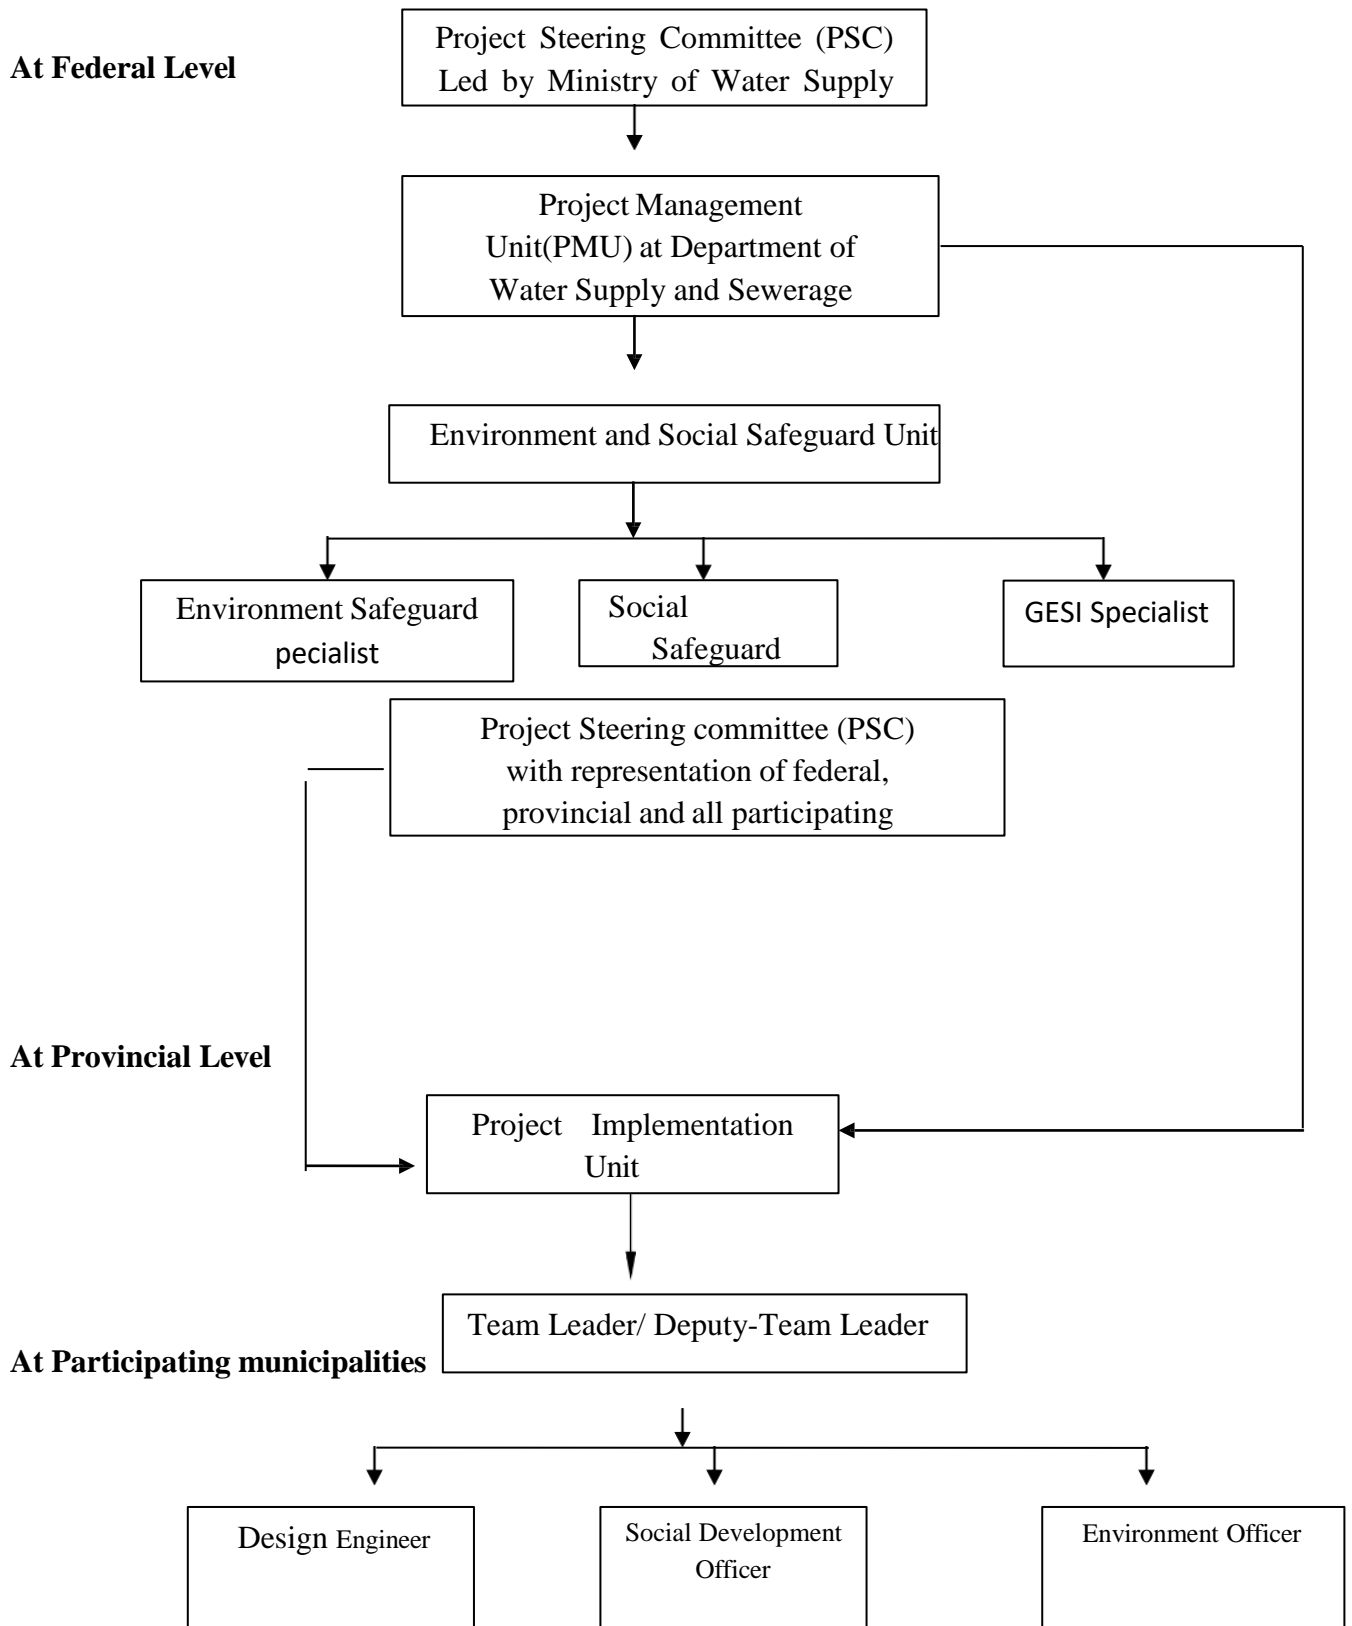 Project Steering Committee (PSC)
Led by Ministry of Water Supply
At Federal Level
Project Management
Unit(PMU) at Department of
Water Supply and Sewerage
Environment and Social Safeguard Unit
Environment Safeguard
pecialist
Social
Safeguard
GESI Specialist
Project Steering committee (PSC)
with representation of federal,
provincial and all participating
At Provincial Level
Project Implementation
Unit
Team Leader/ Deputy-Team Leader
At Participating municipalities
Design Engineer
Social Development
Officer
Environment Officer